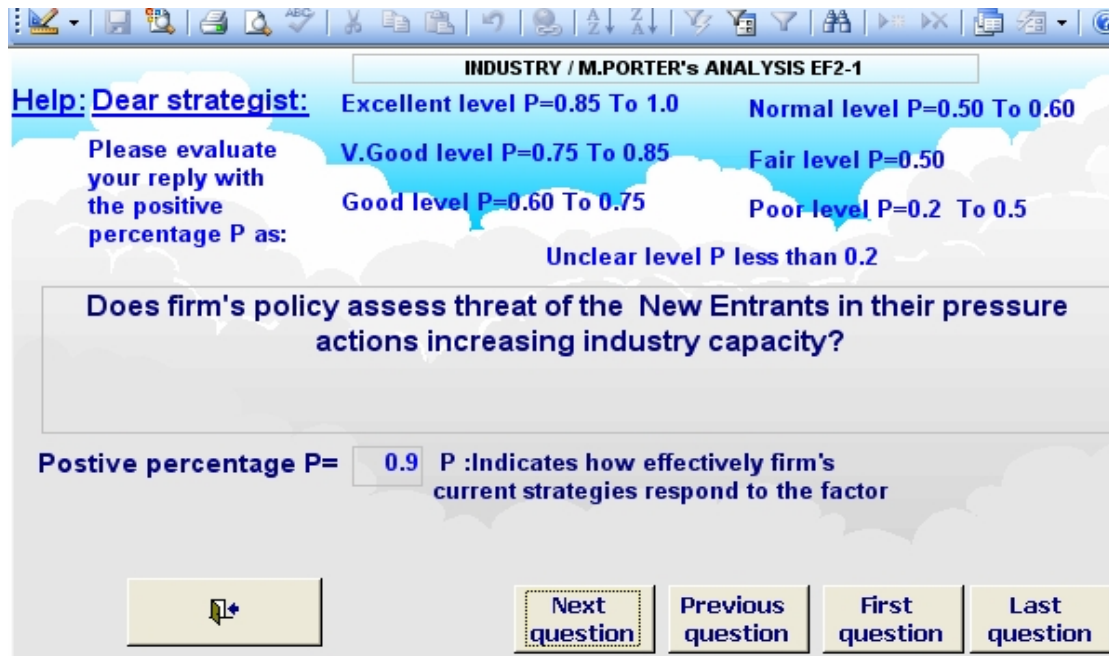 INDUSTRY / M.PORTER's ANALYSIS EF2-1
Help: Dear strategist:
Please evaluate
your reply with
the positive
percentage P as:
Excellent level P=0.85 To 1.0
V.Good level P=0.75 To 0.85
Good level P=0.60 To 0.75
Normal level P=0.50 To 0.60
Fair level P=0.50
Poor level P=0.2 To 0.5
Unclear level P less than 0.2
Does firm's policy assess threat of the New Entrants in their pressure
actions increasing industry capacity?
Postive percentage P= 0.9 P :Indicates how effectively firm's
current strategies respond to the factor
Next
question
Previous
question
First
question
Last
question